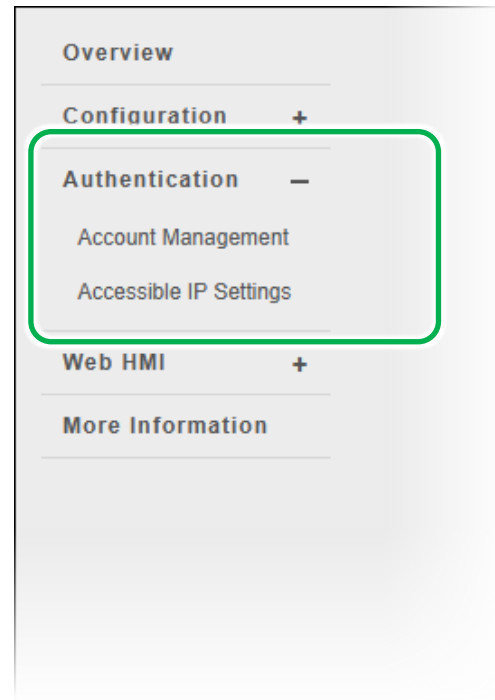 Overview
Configuration +
Authentication –
Account Management
Accessible IP Settings
Web HMI +
More Information